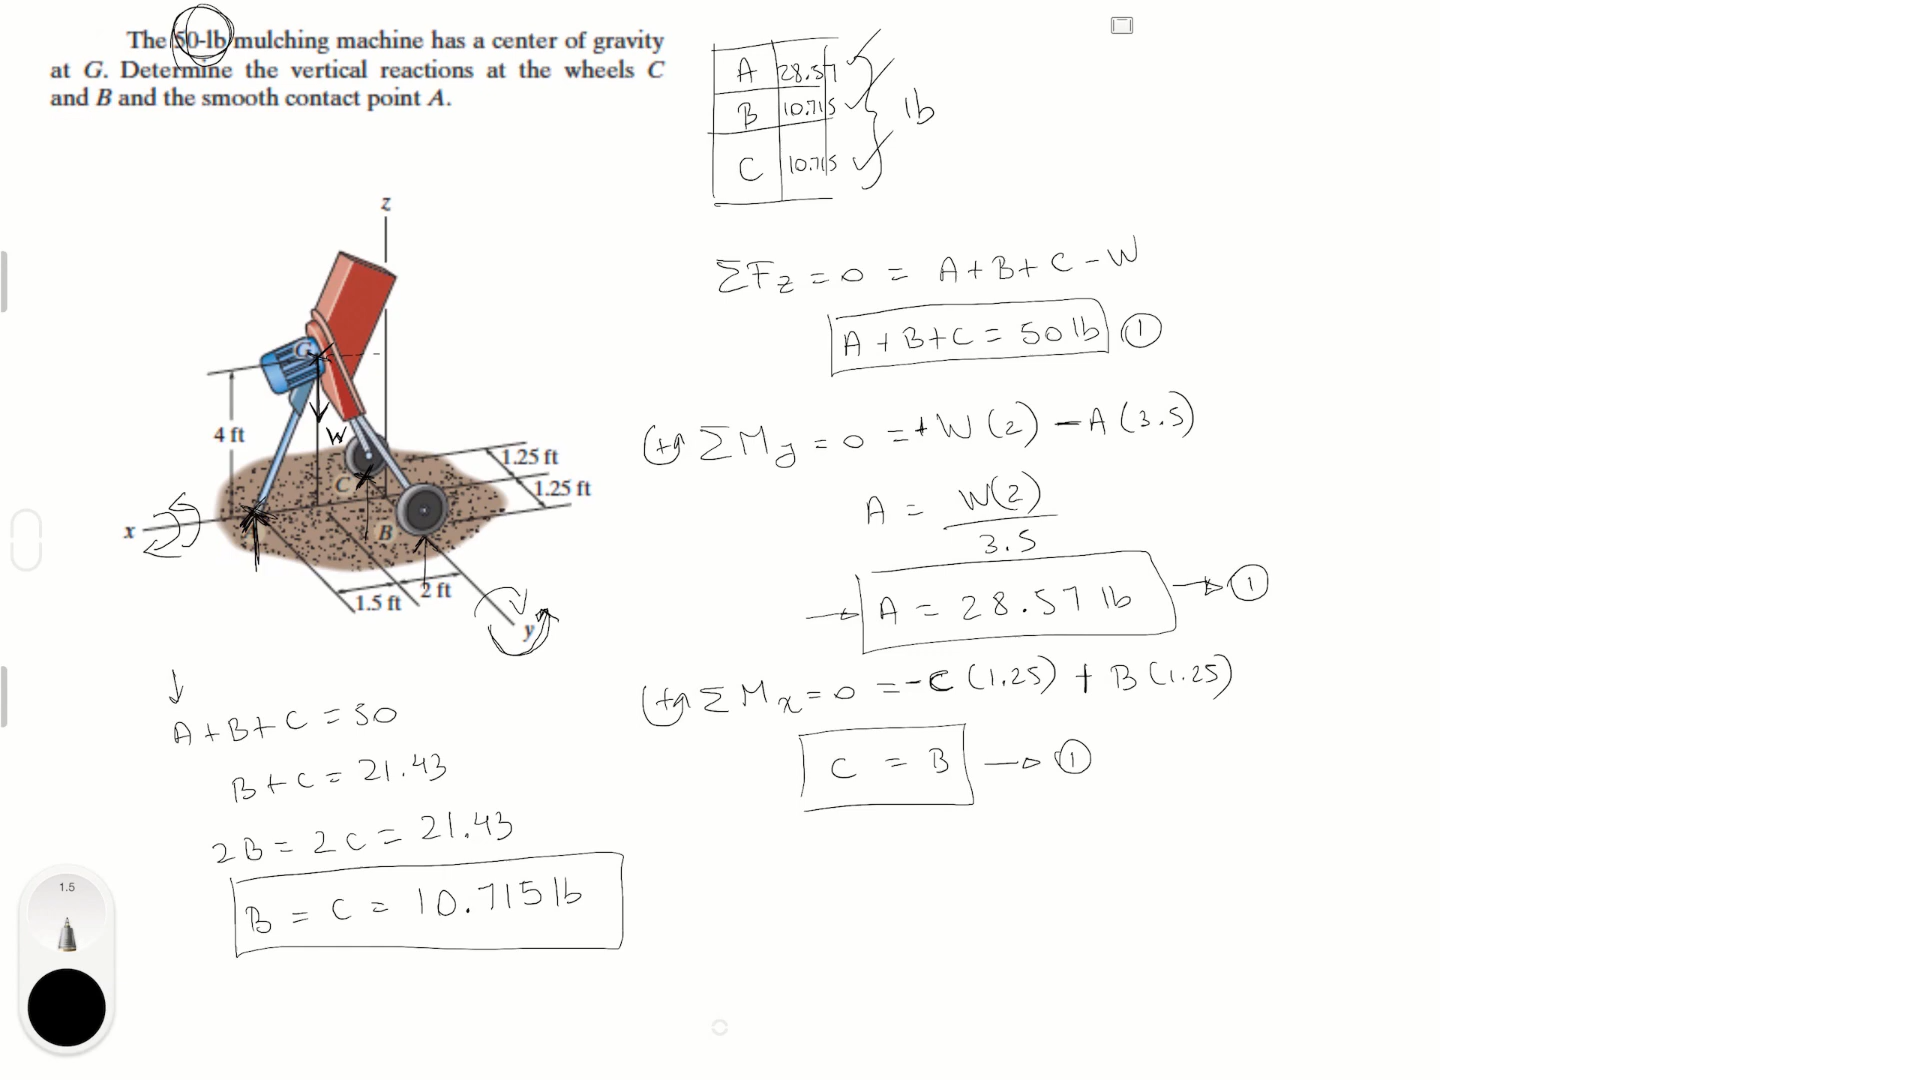 The 50-lb mulching machine has a center of gravity
at G. Determine the vertical reactions at the wheels C
and B and the smooth contact point A.
A 28.57
B 10.715
C 10.715
lb
z
G
4 ft
W
C
B
x
y
1.25 ft
1.25 ft
1.5 ft
2 ft
ΣFz = 0 = A + B + C - W
A + B + C = 50 lb ①
ΣMy = 0 = + W (2) - A (3.5)
A = W(2)
3.5
A = 28.57 lb → ①
ΣMx = 0 = - C (1.25) + B (1.25)
C = B → ①
A + B + C = 50
B + C = 21.43
2B = 2C = 21.43
B = C = 10.715 lb
1.5